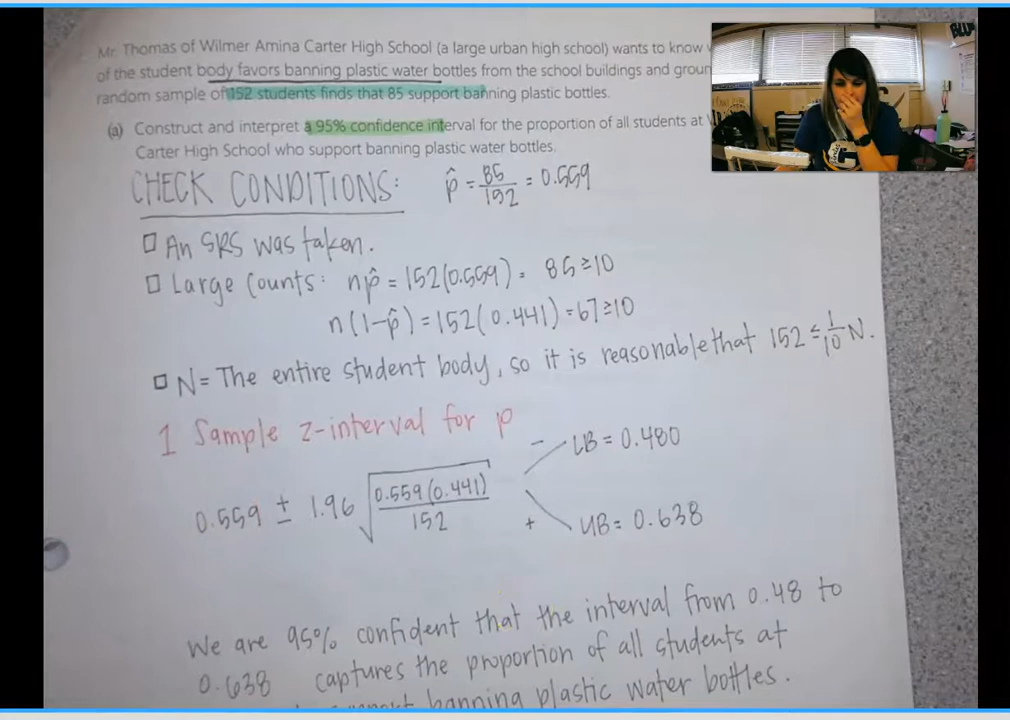 Mr. Thomas of Wilmer Amina Carter High School (a large urban high school) wants to know
of the student body favors banning plastic water bottles from the school buildings and
random sample of 152 students finds that 85 support banning plastic bottles.
(a) Construct and interpret a 95% confidence interval for the proportion of all students at
Carter High School who support banning plastic water bottles.
CHECK CONDITIONS: p̂ = 85/152 = 0.559
□ An SRS was taken.
□ Large Counts: np̂ = 152(0.559) = 85 ≥ 10
n(1-p̂) = 152(0.441) = 67 ≥ 10
□ N = The entire student body, so it is reasonable that 152 ≤ 1/10 N.
1 Sample z-interval for p
0.559 ± 1.96 √(0.559(0.441)/152)
- LB = 0.480
+ UB = 0.638
We are 95% confident that the interval from 0.48 to
0.638 captures the proportion of all students at
banning plastic water bottles.